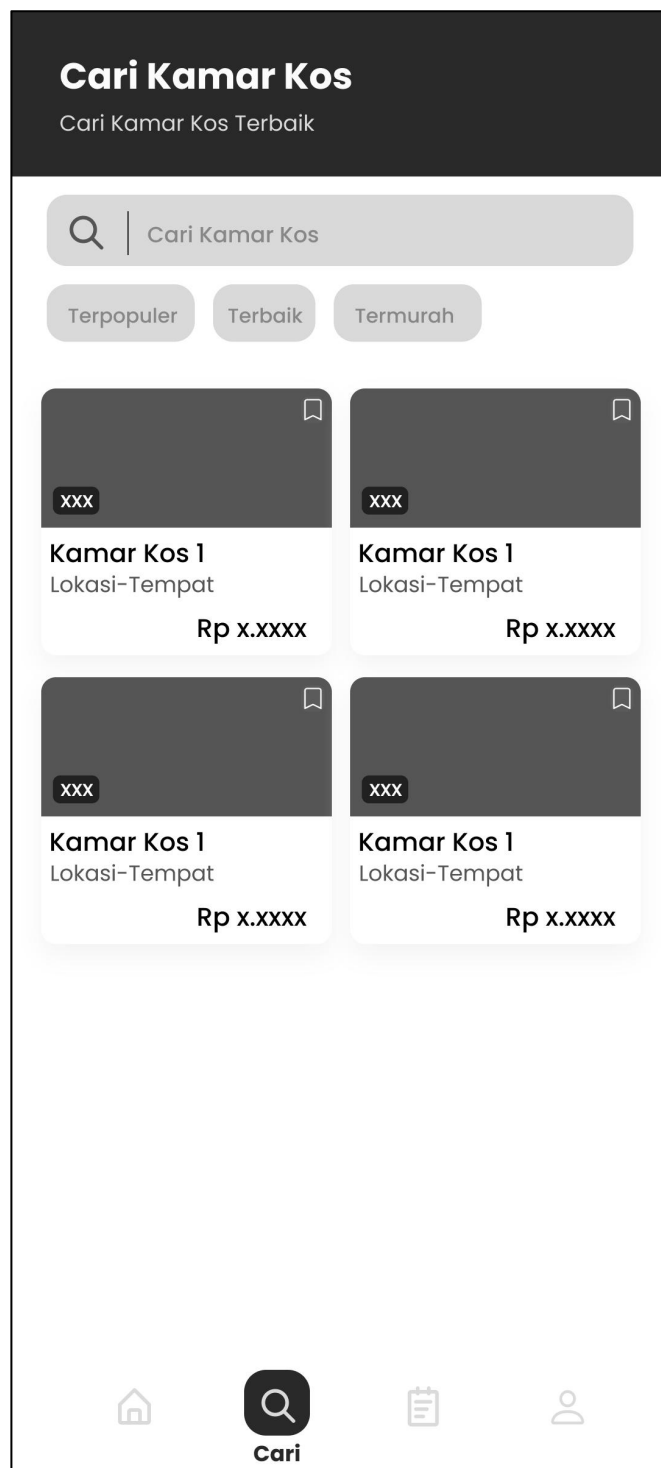 Cari Kamar Kos
Cari Kamar Kos Terbaik
Cari Kamar Kos
Terpopuler
Terbaik
Termurah
XXX
Kamar Kos 1
Lokasi-Tempat
Rp x.xxxx
XXX
Kamar Kos 1
Lokasi-Tempat
Rp x.xxxx
XXX
Kamar Kos 1
Lokasi-Tempat
Rp x.xxxx
XXX
Kamar Kos 1
Lokasi-Tempat
Rp x.xxxx
Cari